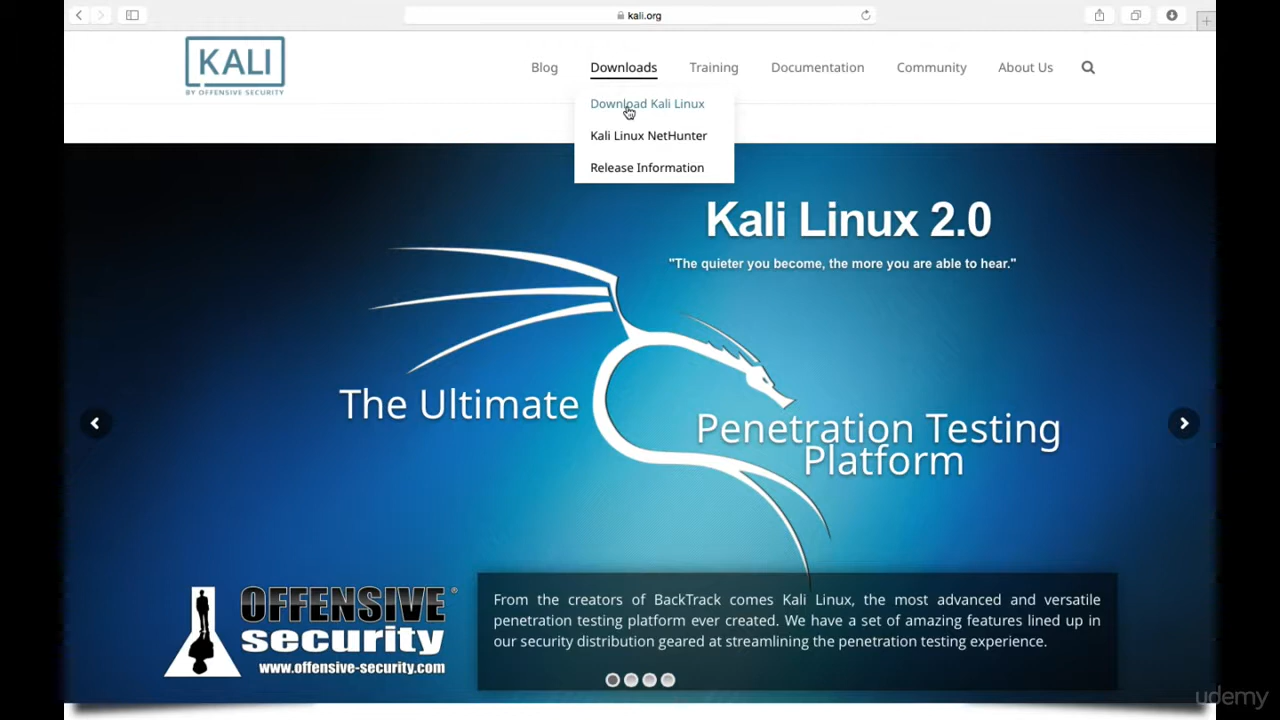 kali.org
KALI
BY OFFENSIVE SECURITY
Blog
Downloads
Training
Documentation
Community
About Us
Download Kali Linux
Kali Linux NetHunter
Release Information
Kali Linux 2.0
"The quieter you become, the more you are able to hear."
The Ultimate
Penetration Testing
Platform
OFFENSIVE®
security
www.offensive-security.com
From the creators of BackTrack comes Kali Linux, the most advanced and versatile
penetration testing platform ever created. We have a set of amazing features lined up in
our security distribution geared at streamlining the penetration testing experience.
udemy